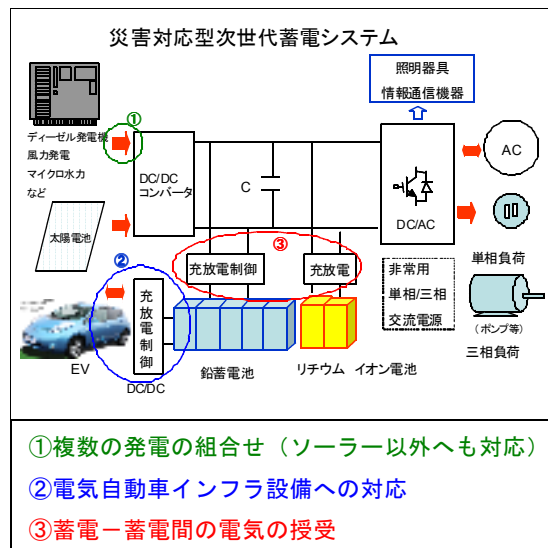 災害対応型次世代蓄電システム
照明器具
情報通信機器
①
ディーゼル発電機
風力発電
マイクロ水力
など
DC/DC
コンバータ
C
AC
DC/AC
太陽電池
③
充放電制御
充放電
単相負荷
②
充放電制御
非常用
単相/三相
交流電源
(ポンプ等)
三相負荷
EV
DC/DC
鉛蓄電池
リチウム イオン電池
①複数の発電の組合せ（ソーラー以外へも対応）
②電気自動車インフラ設備への対応
③蓄電－蓄電間の電気の授受